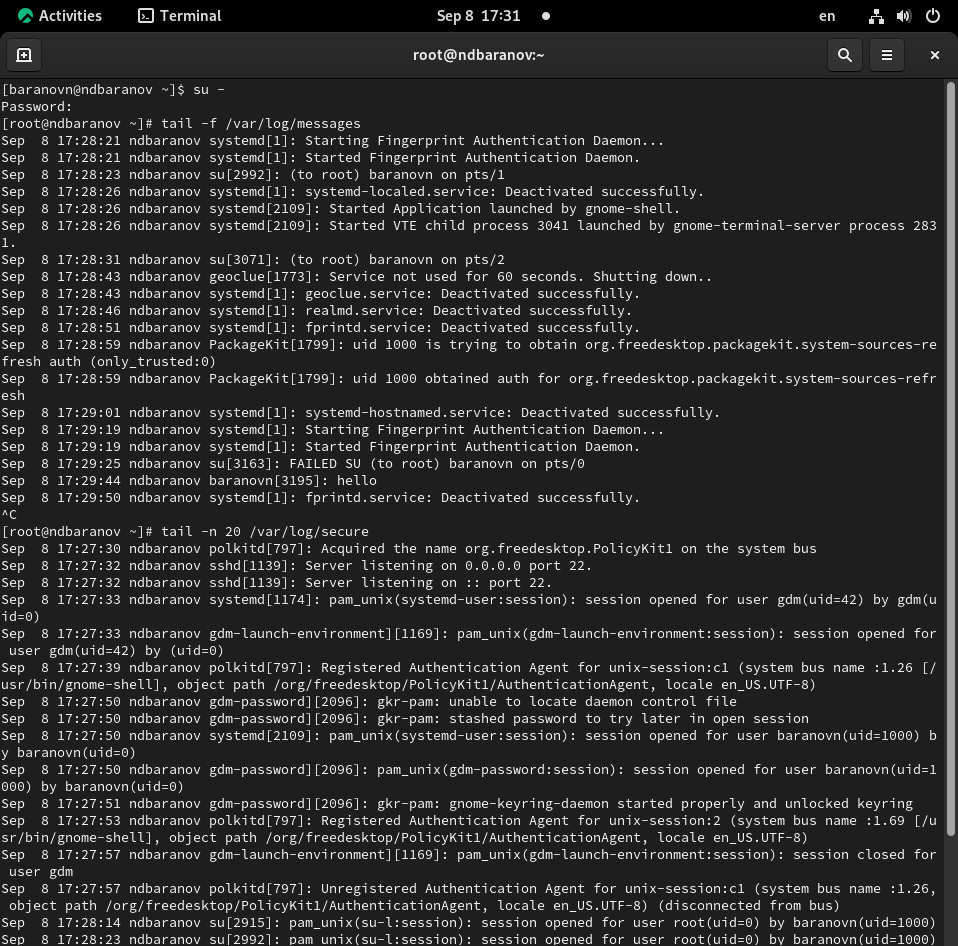 Activities Terminal Sep 8 17:31 en
root@ndbaranov:~
[baranovn@ndbaranov ~]$ su -
Password:
[root@ndbaranov ~]# tail -f /var/log/messages
Sep  8 17:28:21 ndbaranov systemd[1]: Starting Fingerprint Authentication Daemon...
Sep  8 17:28:21 ndbaranov systemd[1]: Started Fingerprint Authentication Daemon.
Sep  8 17:28:23 ndbaranov su[2992]: (to root) baranovn on pts/1
Sep  8 17:28:26 ndbaranov systemd[1]: systemd-localed.service: Deactivated successfully.
Sep  8 17:28:26 ndbaranov systemd[2109]: Started Application launched by gnome-shell.
Sep  8 17:28:26 ndbaranov systemd[2109]: Started VTE child process 3041 launched by gnome-terminal-server process 283
1.
Sep  8 17:28:31 ndbaranov su[3071]: (to root) baranovn on pts/2
Sep  8 17:28:43 ndbaranov geoclue[1773]: Service not used for 60 seconds. Shutting down..
Sep  8 17:28:43 ndbaranov systemd[1]: geoclue.service: Deactivated successfully.
Sep  8 17:28:46 ndbaranov systemd[1]: realmd.service: Deactivated successfully.
Sep  8 17:28:51 ndbaranov systemd[1]: fprintd.service: Deactivated successfully.
Sep  8 17:28:59 ndbaranov PackageKit[1799]: uid 1000 is trying to obtain org.freedesktop.packagekit.system-sources-re
fresh auth (only_trusted:0)
Sep  8 17:28:59 ndbaranov PackageKit[1799]: uid 1000 obtained auth for org.freedesktop.packagekit.system-sources-refr
esh
Sep  8 17:29:01 ndbaranov systemd[1]: systemd-hostnamed.service: Deactivated successfully.
Sep  8 17:29:19 ndbaranov systemd[1]: Starting Fingerprint Authentication Daemon...
Sep  8 17:29:19 ndbaranov systemd[1]: Started Fingerprint Authentication Daemon.
Sep  8 17:29:25 ndbaranov su[3163]: FAILED SU (to root) baranovn on pts/0
Sep  8 17:29:44 ndbaranov baranovn[3195]: hello
Sep  8 17:29:50 ndbaranov systemd[1]: fprintd.service: Deactivated successfully.
^C
[root@ndbaranov ~]# tail -n 20 /var/log/secure
Sep  8 17:27:30 ndbaranov polkitd[797]: Acquired the name org.freedesktop.PolicyKit1 on the system bus
Sep  8 17:27:32 ndbaranov sshd[1139]: Server listening on 0.0.0.0 port 22.
Sep  8 17:27:32 ndbaranov sshd[1139]: Server listening on :: port 22.
Sep  8 17:27:33 ndbaranov systemd[1174]: pam_unix(systemd-user:session): session opened for user gdm(uid=42) by gdm(u
id=0)
Sep  8 17:27:33 ndbaranov gdm-launch-environment][1169]: pam_unix(gdm-launch-environment:session): session opened for
 user gdm(uid=42) by (uid=0)
Sep  8 17:27:39 ndbaranov polkitd[797]: Registered Authentication Agent for unix-session:c1 (system bus name :1.26 [/
usr/bin/gnome-shell], object path /org/freedesktop/PolicyKit1/AuthenticationAgent, locale en_US.UTF-8)
Sep  8 17:27:50 ndbaranov gdm-password][2096]: gkr-pam: unable to locate daemon control file
Sep  8 17:27:50 ndbaranov gdm-password][2096]: gkr-pam: stashed password to try later in open session
Sep  8 17:27:50 ndbaranov systemd[2109]: pam_unix(systemd-user:session): session opened for user baranovn(uid=1000) b
y baranovn(uid=0)
Sep  8 17:27:50 ndbaranov gdm-password][2096]: pam_unix(gdm-password:session): session opened for user baranovn(uid=1
000) by baranovn(uid=0)
Sep  8 17:27:51 ndbaranov gdm-password][2096]: gkr-pam: gnome-keyring-daemon started properly and unlocked keyring
Sep  8 17:27:53 ndbaranov polkitd[797]: Registered Authentication Agent for unix-session:2 (system bus name :1.69 [/u
sr/bin/gnome-shell], object path /org/freedesktop/PolicyKit1/AuthenticationAgent, locale en_US.UTF-8)
Sep  8 17:27:57 ndbaranov gdm-launch-environment][1169]: pam_unix(gdm-launch-environment:session): session closed for
 user gdm
Sep  8 17:27:57 ndbaranov polkitd[797]: Unregistered Authentication Agent for unix-session:c1 (system bus name :1.26,
 object path /org/freedesktop/PolicyKit1/AuthenticationAgent, locale en_US.UTF-8) (disconnected from bus)
Sep  8 17:28:14 ndbaranov su[2915]: pam_unix(su-l:session): session opened for user root(uid=0) by baranovn(uid=1000)
Sep  8 17:28:23 ndbaranov su[2992]: pam_unix(su-l:session): session opened for user root(uid=0) by baranovn(uid=1000)